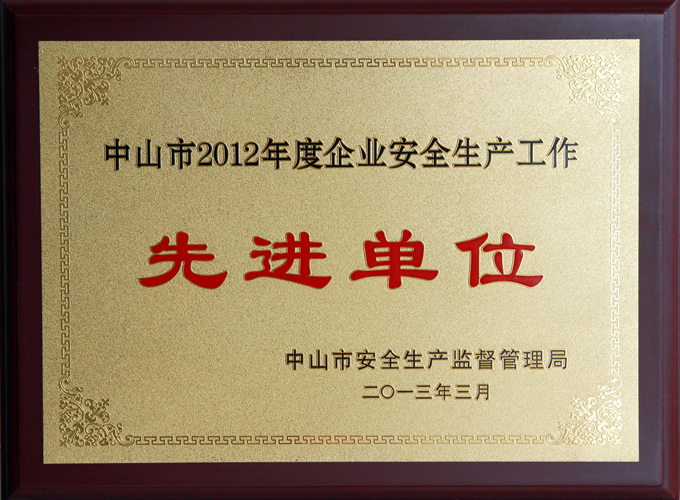 中山市2012年度企业安全生产工作
先进单位
中山市安全生产监督管理局
二〇一三年三月